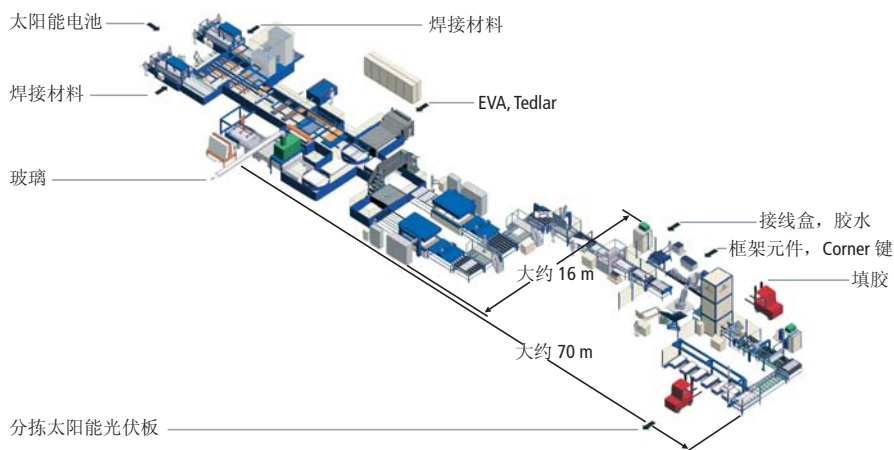 太阳能电池
焊接材料
焊接材料
EVA, Tedlar
玻璃
接线盒，胶水
框架元件，Corner 键
填胶
大约 16 m
大约 70 m
分拣太阳能光伏板